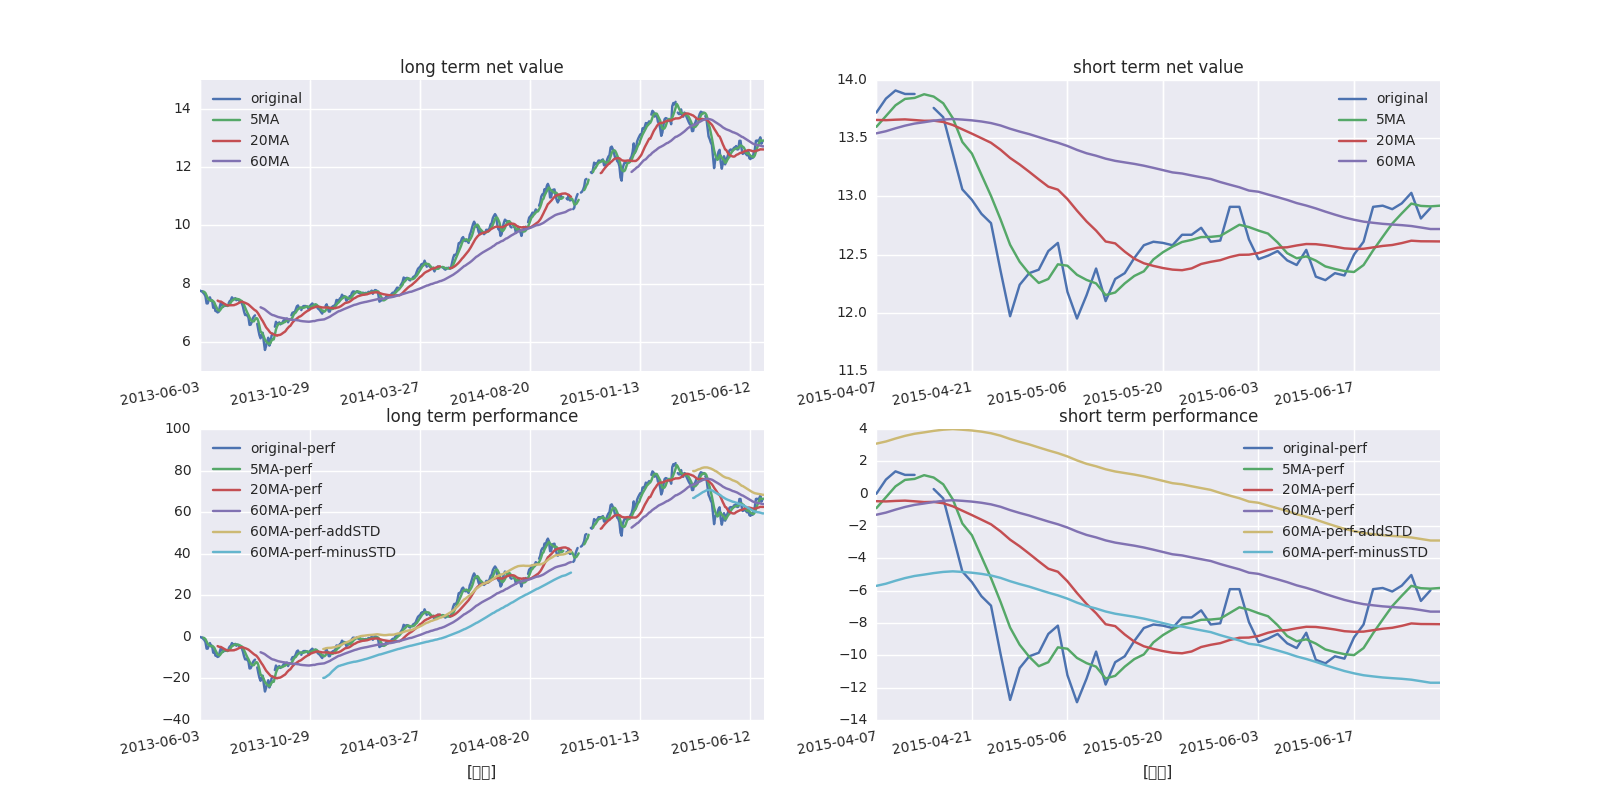 long term net value
original
5MA
20MA
60MA
14
12
10
8
6
2013-06-03
2013-10-29
2014-03-27
2014-08-20
2015-01-13
2015-06-12
short term net value
original
5MA
20MA
60MA
14.0
13.5
13.0
12.5
12.0
11.5
2015-04-07
2015-04-21
2015-05-06
2015-05-20
2015-06-03
2015-06-17
long term performance
original-perf
5MA-perf
20MA-perf
60MA-perf
60MA-perf-addSTD
60MA-perf-minusSTD
100
80
60
40
20
0
−20
−40
2013-06-03
2013-10-29
2014-03-27
2014-08-20
2015-01-13
2015-06-12
short term performance
original-perf
5MA-perf
20MA-perf
60MA-perf
60MA-perf-addSTD
60MA-perf-minusSTD
4
2
0
−2
−4
−6
−8
−10
−12
−14
2015-04-07
2015-04-21
2015-05-06
2015-05-20
2015-06-03
2015-06-17